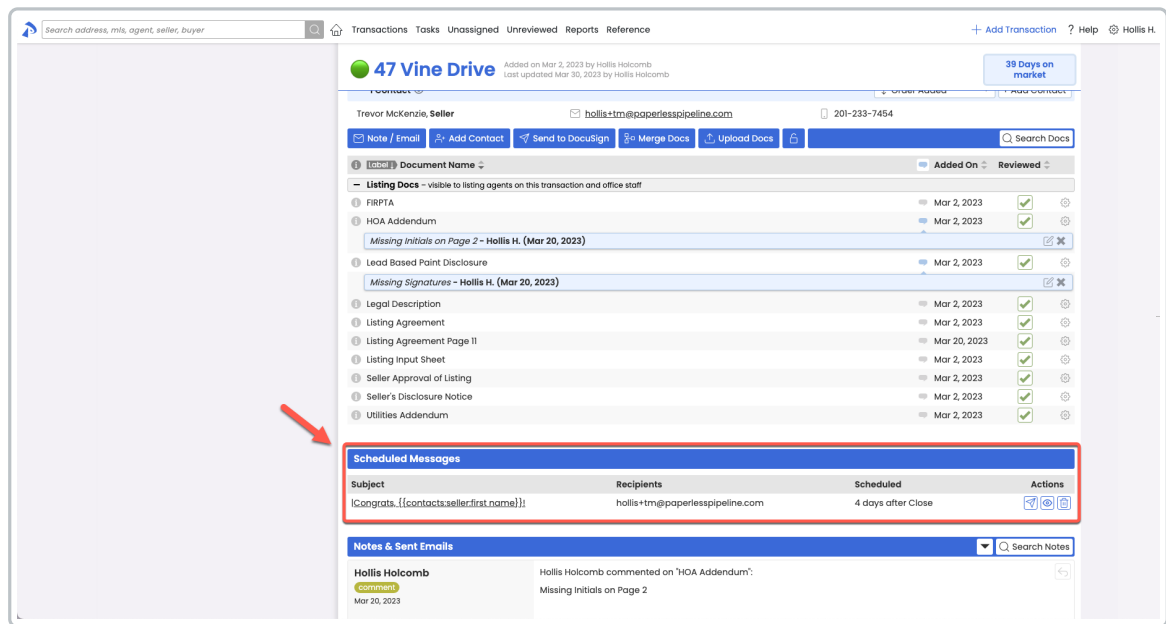 Search address, mls, agent, seller, buyer
Transactions Tasks Unassigned Unreviewed Reports Reference
Add Transaction ? Help Hollis H.
47 Vine Drive
Added on Mar 2, 2023 by Hollis Holcomb
Last updated Mar 30, 2023 by Hollis Holcomb
39 Days on
market
1 Contact Order Added + Add Contact
Trevor McKenzie, Seller hollis+tm@paperlesspipeline.com 201-233-7454
Note / Email Add Contact Send to DocuSign Merge Docs Upload Docs Search Docs
Label Document Name Added On Reviewed
– Listing Docs - visible to listing agents on this transaction and office staff
FIRPTA Mar 2, 2023
HOA Addendum Mar 2, 2023
Missing Initials on Page 2 - Hollis H. (Mar 20, 2023)
Lead Based Paint Disclosure Mar 2, 2023
Missing Signatures - Hollis H. (Mar 20, 2023)
Legal Description Mar 2, 2023
Listing Agreement Mar 2, 2023
Listing Agreement Page 11 Mar 20, 2023
Listing Input Sheet Mar 2, 2023
Seller Approval of Listing Mar 2, 2023
Seller's Disclosure Notice Mar 2, 2023
Utilities Addendum Mar 2, 2023
Scheduled Messages
Subject Recipients Scheduled Actions
|Congrats, {{contacts:seller:first name}}! hollis+tm@paperlesspipeline.com 4 days after Close
Notes & Sent Emails Search Notes
Hollis Holcomb Hollis Holcomb commented on "HOA Addendum":
comment Missing Initials on Page 2
Mar 20, 2023